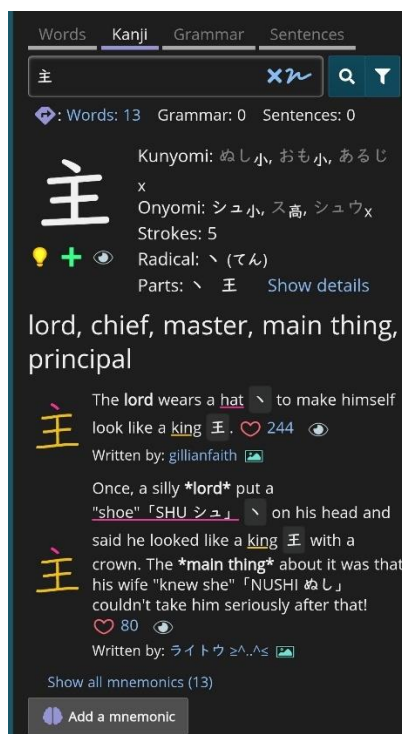 Words Kanji Grammar Sentences
主
: Words: 13 Grammar: 0 Sentences: 0
主
Kunyomi: ぬし小, おも小, あるじ
x
Onyomi: シュ小, ス高, シュウx
Strokes: 5
Radical: 丶 (てん)
Parts: 丶 王 Show details
lord, chief, master, main thing,
principal
主
The lord wears a hat 丶 to make himself
look like a king 王. 244
Written by: gillianfaith
主
Once, a silly *lord* put a
"shoe"「SHU シュ」 丶 on his head and
said he looked like a king 王 with a
crown. The *main thing* about it was that
his wife "knew she"「NUSHI ぬし」
couldn't take him seriously after that!
80
Written by: ライトウ ≥^..^≤
Show all mnemonics (13)
Add a mnemonic